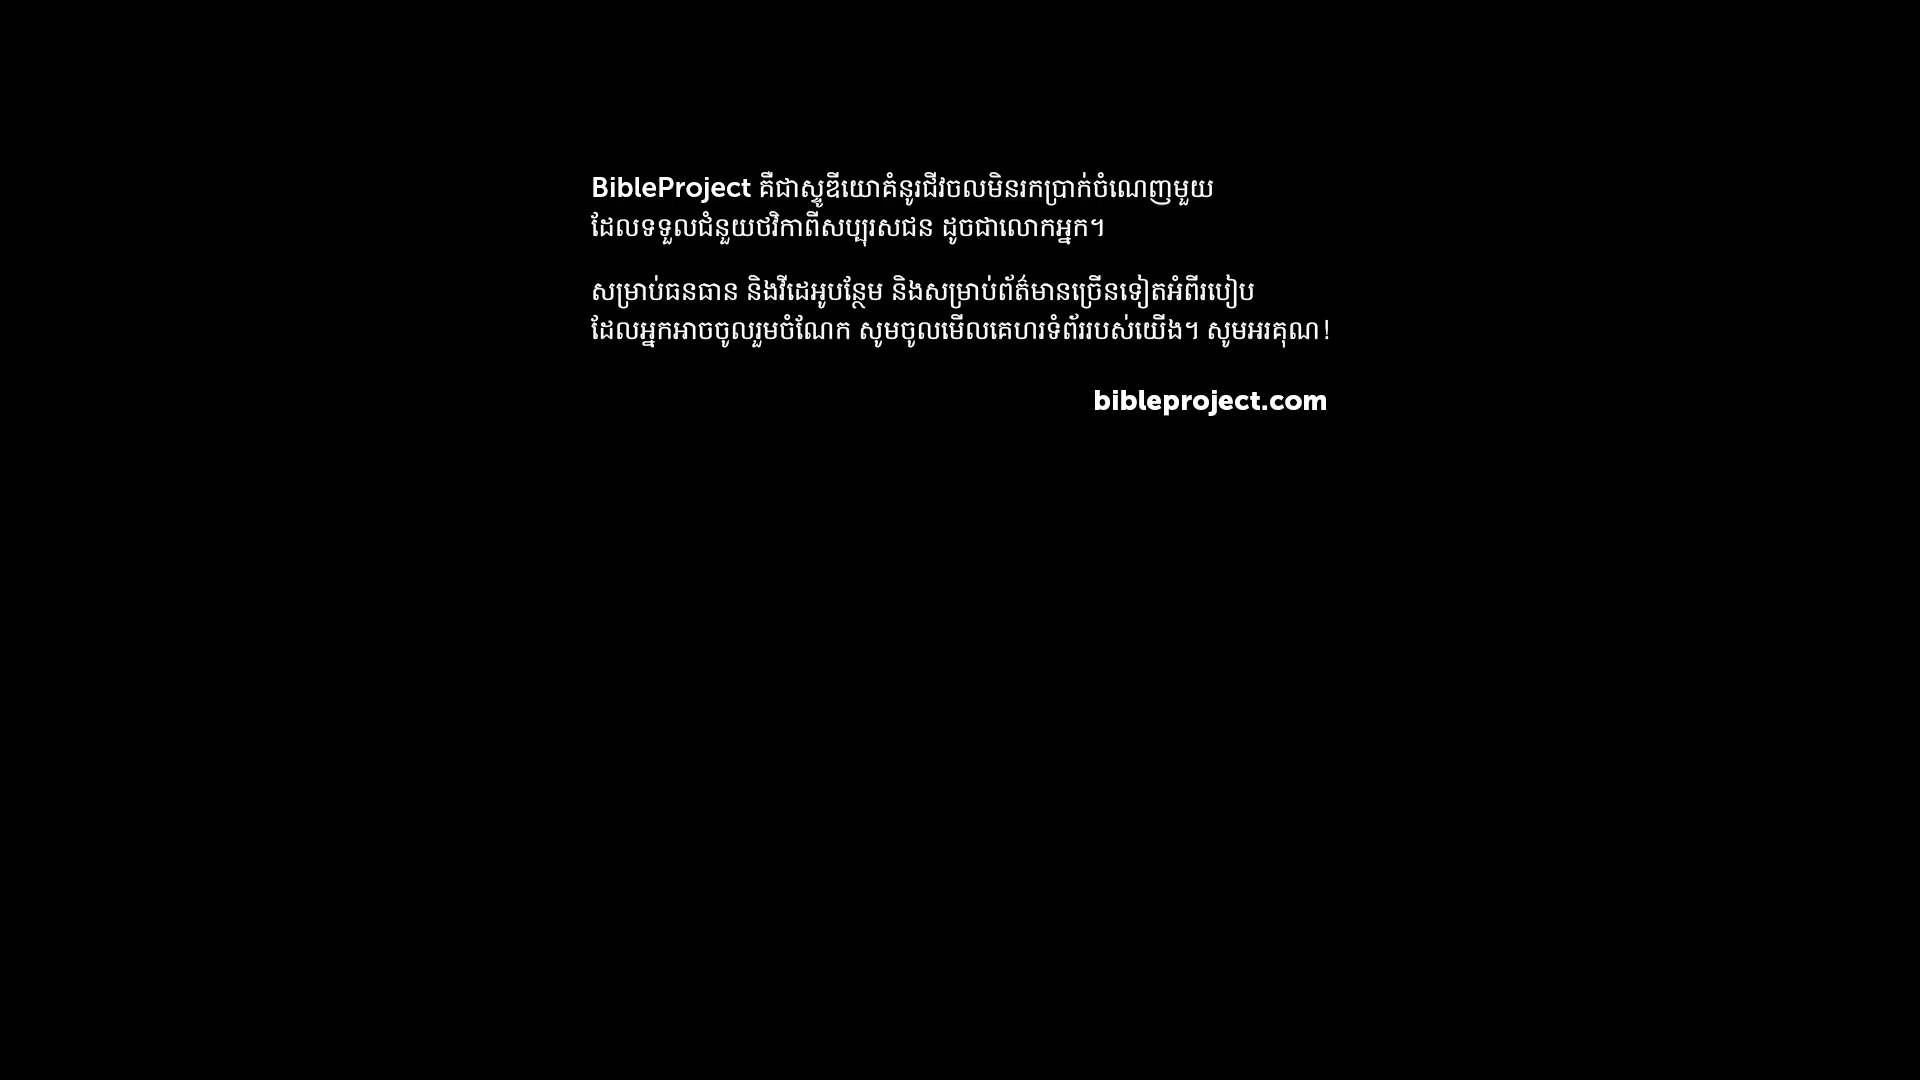 BibleProject គឺជាស្ទូឌីយោគំនូរជីវចលមិនរកប្រាក់ចំណេញមួយ
ដែលទទួលជំនួយថវិកាពីសប្បុរសជន ដូចជាលោកអ្នក។
សម្រាប់ធនធាន និងវីដេអូបន្ថែម និងសម្រាប់ព័ត៌មានច្រើនទៀតអំពីរបៀប
ដែលអ្នកអាចចូលរួមចំណែក សូមចូលមើលគេហរទំព័ររបស់យើង។ សូមអរគុណ!
bibleproject.com